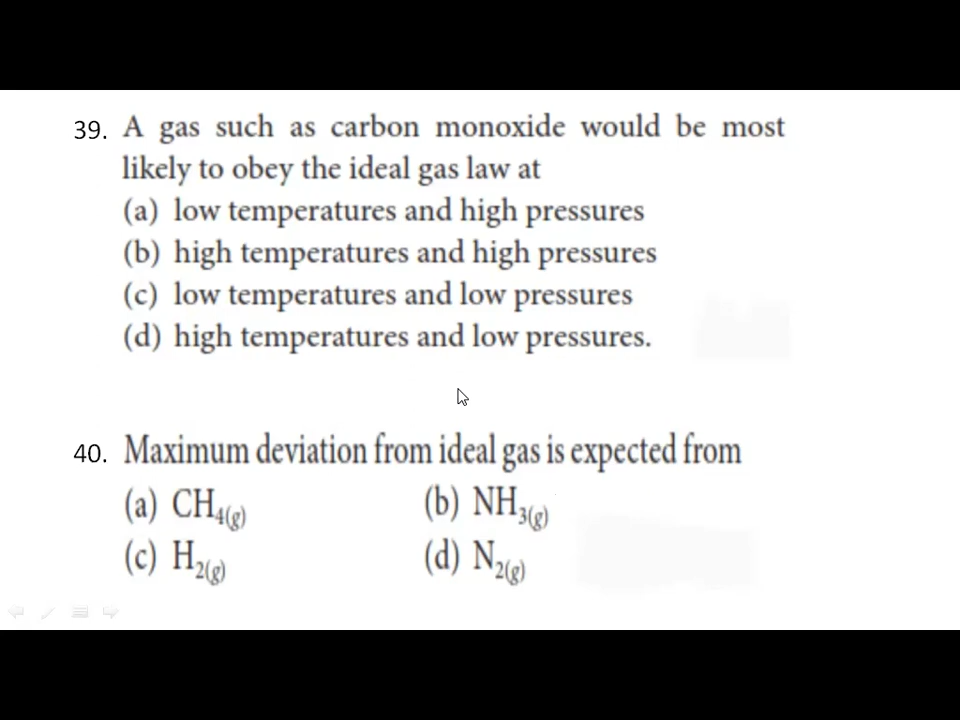 39. A gas such as carbon monoxide would be most
likely to obey the ideal gas law at
(a) low temperatures and high pressures
(b) high temperatures and high pressures
(c) low temperatures and low pressures
(d) high temperatures and low pressures.
40. Maximum deviation from ideal gas is expected from
(a) CH₄(g) (b) NH₃(g)
(c) H₂(g) (d) N₂(g)